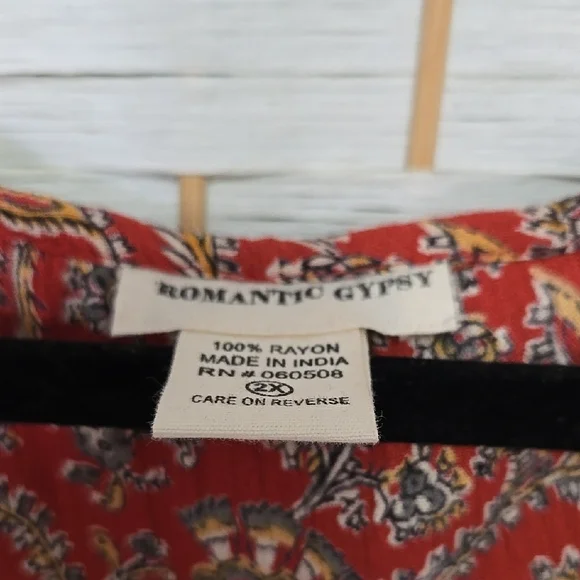 ROMANTIC GYPSY
100% RAYON
MADE IN INDIA
RN # 060508
2X
CARE ON REVERSE